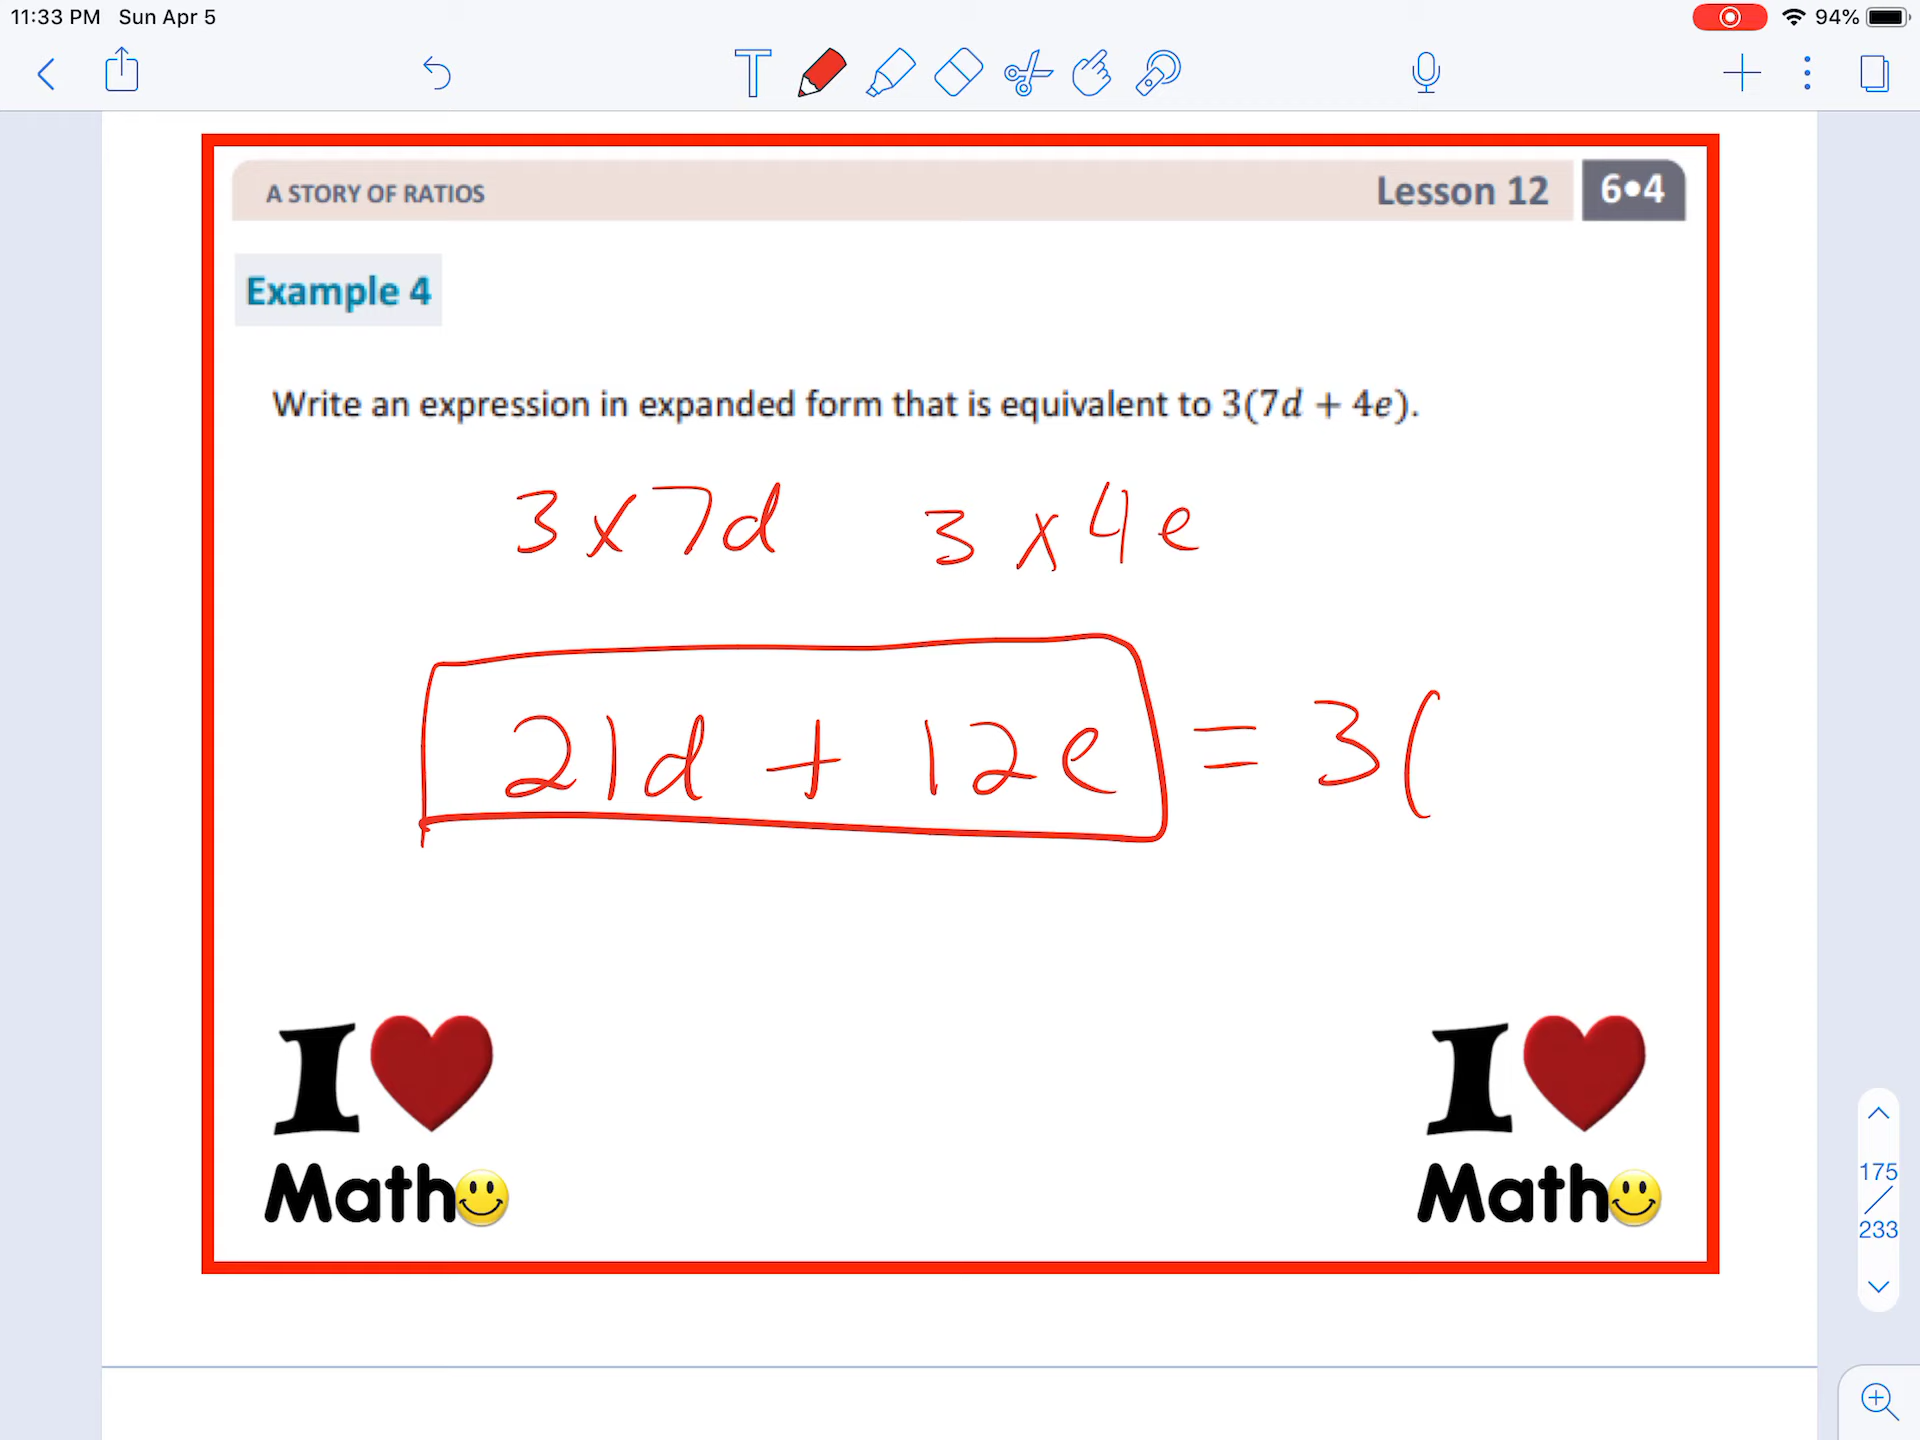 11:33 PM Sun Apr 5
94%
T
A STORY OF RATIOS
Lesson 12
6•4
Example 4
Write an expression in expanded form that is equivalent to 3(7d + 4e).
3 x 7d 3 x 4e
21d + 12e = 3(
I
Math
I
Math
175
/
233